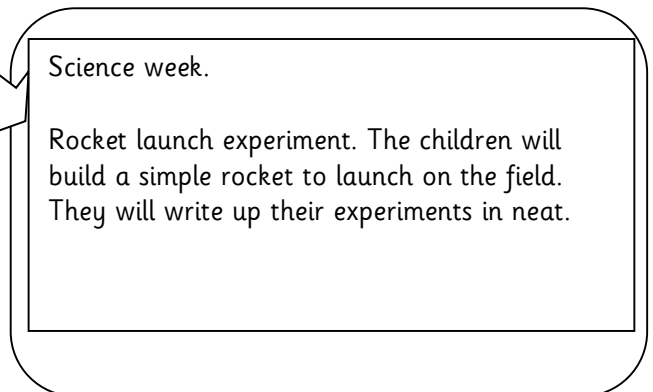 Science week.
Rocket launch experiment. The children will
build a simple rocket to launch on the field.
They will write up their experiments in neat.